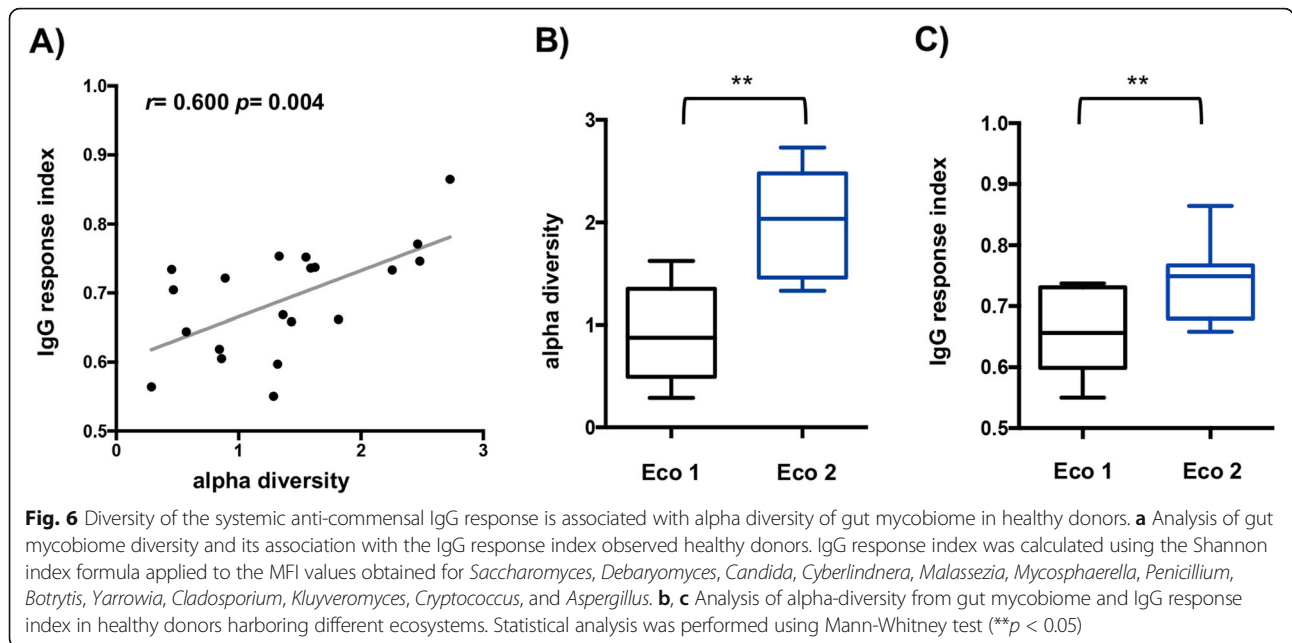 A)
r= 0.600 p= 0.004
IgG response index
1.0
0.9
0.8
0.7
0.6
0.5
0
1
2
3
alpha diversity
B)
**
alpha diversity
3
2
1
0
Eco 1
Eco 2
C)
**
IgG response index
1.0
0.9
0.8
0.7
0.6
0.5
Eco 1
Eco 2
Fig. 6 Diversity of the systemic anti-commensal IgG response is associated with alpha diversity of gut mycobiome in healthy donors. a Analysis of gut
mycobiome diversity and its association with the IgG response index observed healthy donors. IgG response index was calculated using the Shannon
index formula applied to the MFI values obtained for Saccharomyces, Debaryomyces, Candida, Cyberlindnera, Malassezia, Mycosphaerella, Penicillium,
Botrytis, Yarrowia, Cladosporium, Kluyveromyces, Cryptococcus, and Aspergillus. b, c Analysis of alpha-diversity from gut mycobiome and IgG response
index in healthy donors harboring different ecosystems. Statistical analysis was performed using Mann-Whitney test (**p < 0.05)